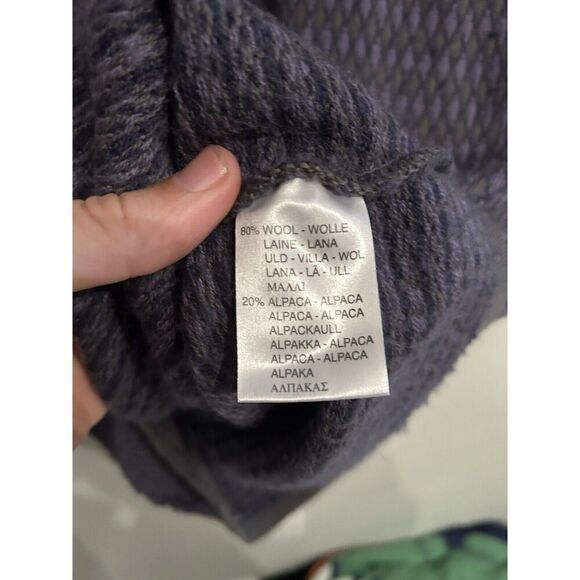 80% WOOL - WOLLE
LAINE - LANA
ULD - VILLA - WOL
LANA - LÃ - ULL
ΜΑΛΛΙ
20% ALPACA - ALPACA
ALPACA - ALPACA
ALPACKAULL
ALPAKKA - ALPACA
ALPACA - ALPACA
ALPAKA
ΑΛΠΑΚΑΣ